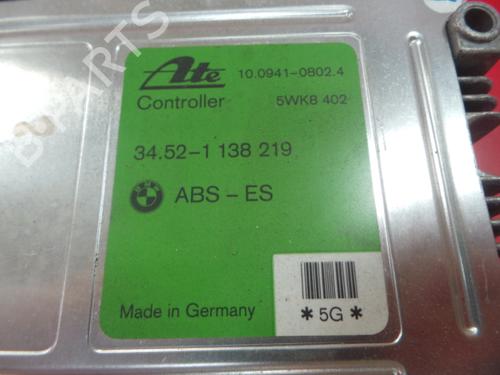 Ate 10.0941-0802.4
Controller 5WK8 402
34.52-1 138 219
BMW ABS - ES
Made in Germany * 5G *
B-PARTS